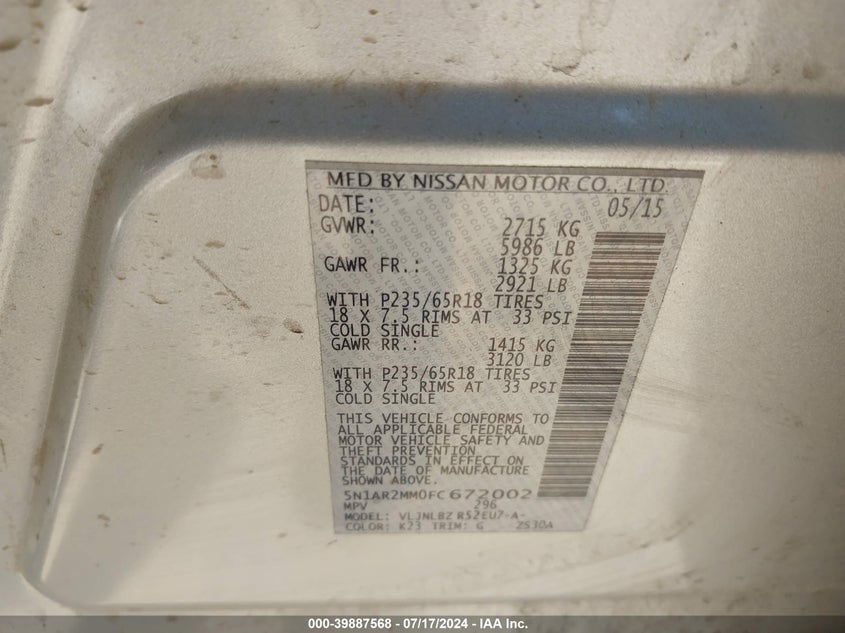 MFD BY NISSAN MOTOR CO., LTD.
DATE: 05/15
GVWR: 2715 KG
5986 LB
GAWR FR.: 1325 KG
2921 LB
WITH P235/65R18 TIRES
18 X 7.5 RIMS AT 33 PSI
COLD SINGLE
GAWR RR.: 1415 KG
3120 LB
WITH P235/65R18 TIRES
18 X 7.5 RIMS AT 33 PSI
COLD SINGLE
THIS VEHICLE CONFORMS TO
ALL APPLICABLE FEDERAL
MOTOR VEHICLE SAFETY AND
THEFT PREVENTION
STANDARDS IN EFFECT ON
THE DATE OF MANUFACTURE
SHOWN ABOVE.
5N1AR2MM0FC672002
MPV 296
MODEL: VLJNLBZ R52EU7-A-
COLOR: K23 TRIM: G 2S30A
000-39887568 - 07/17/2024 - IAA Inc.